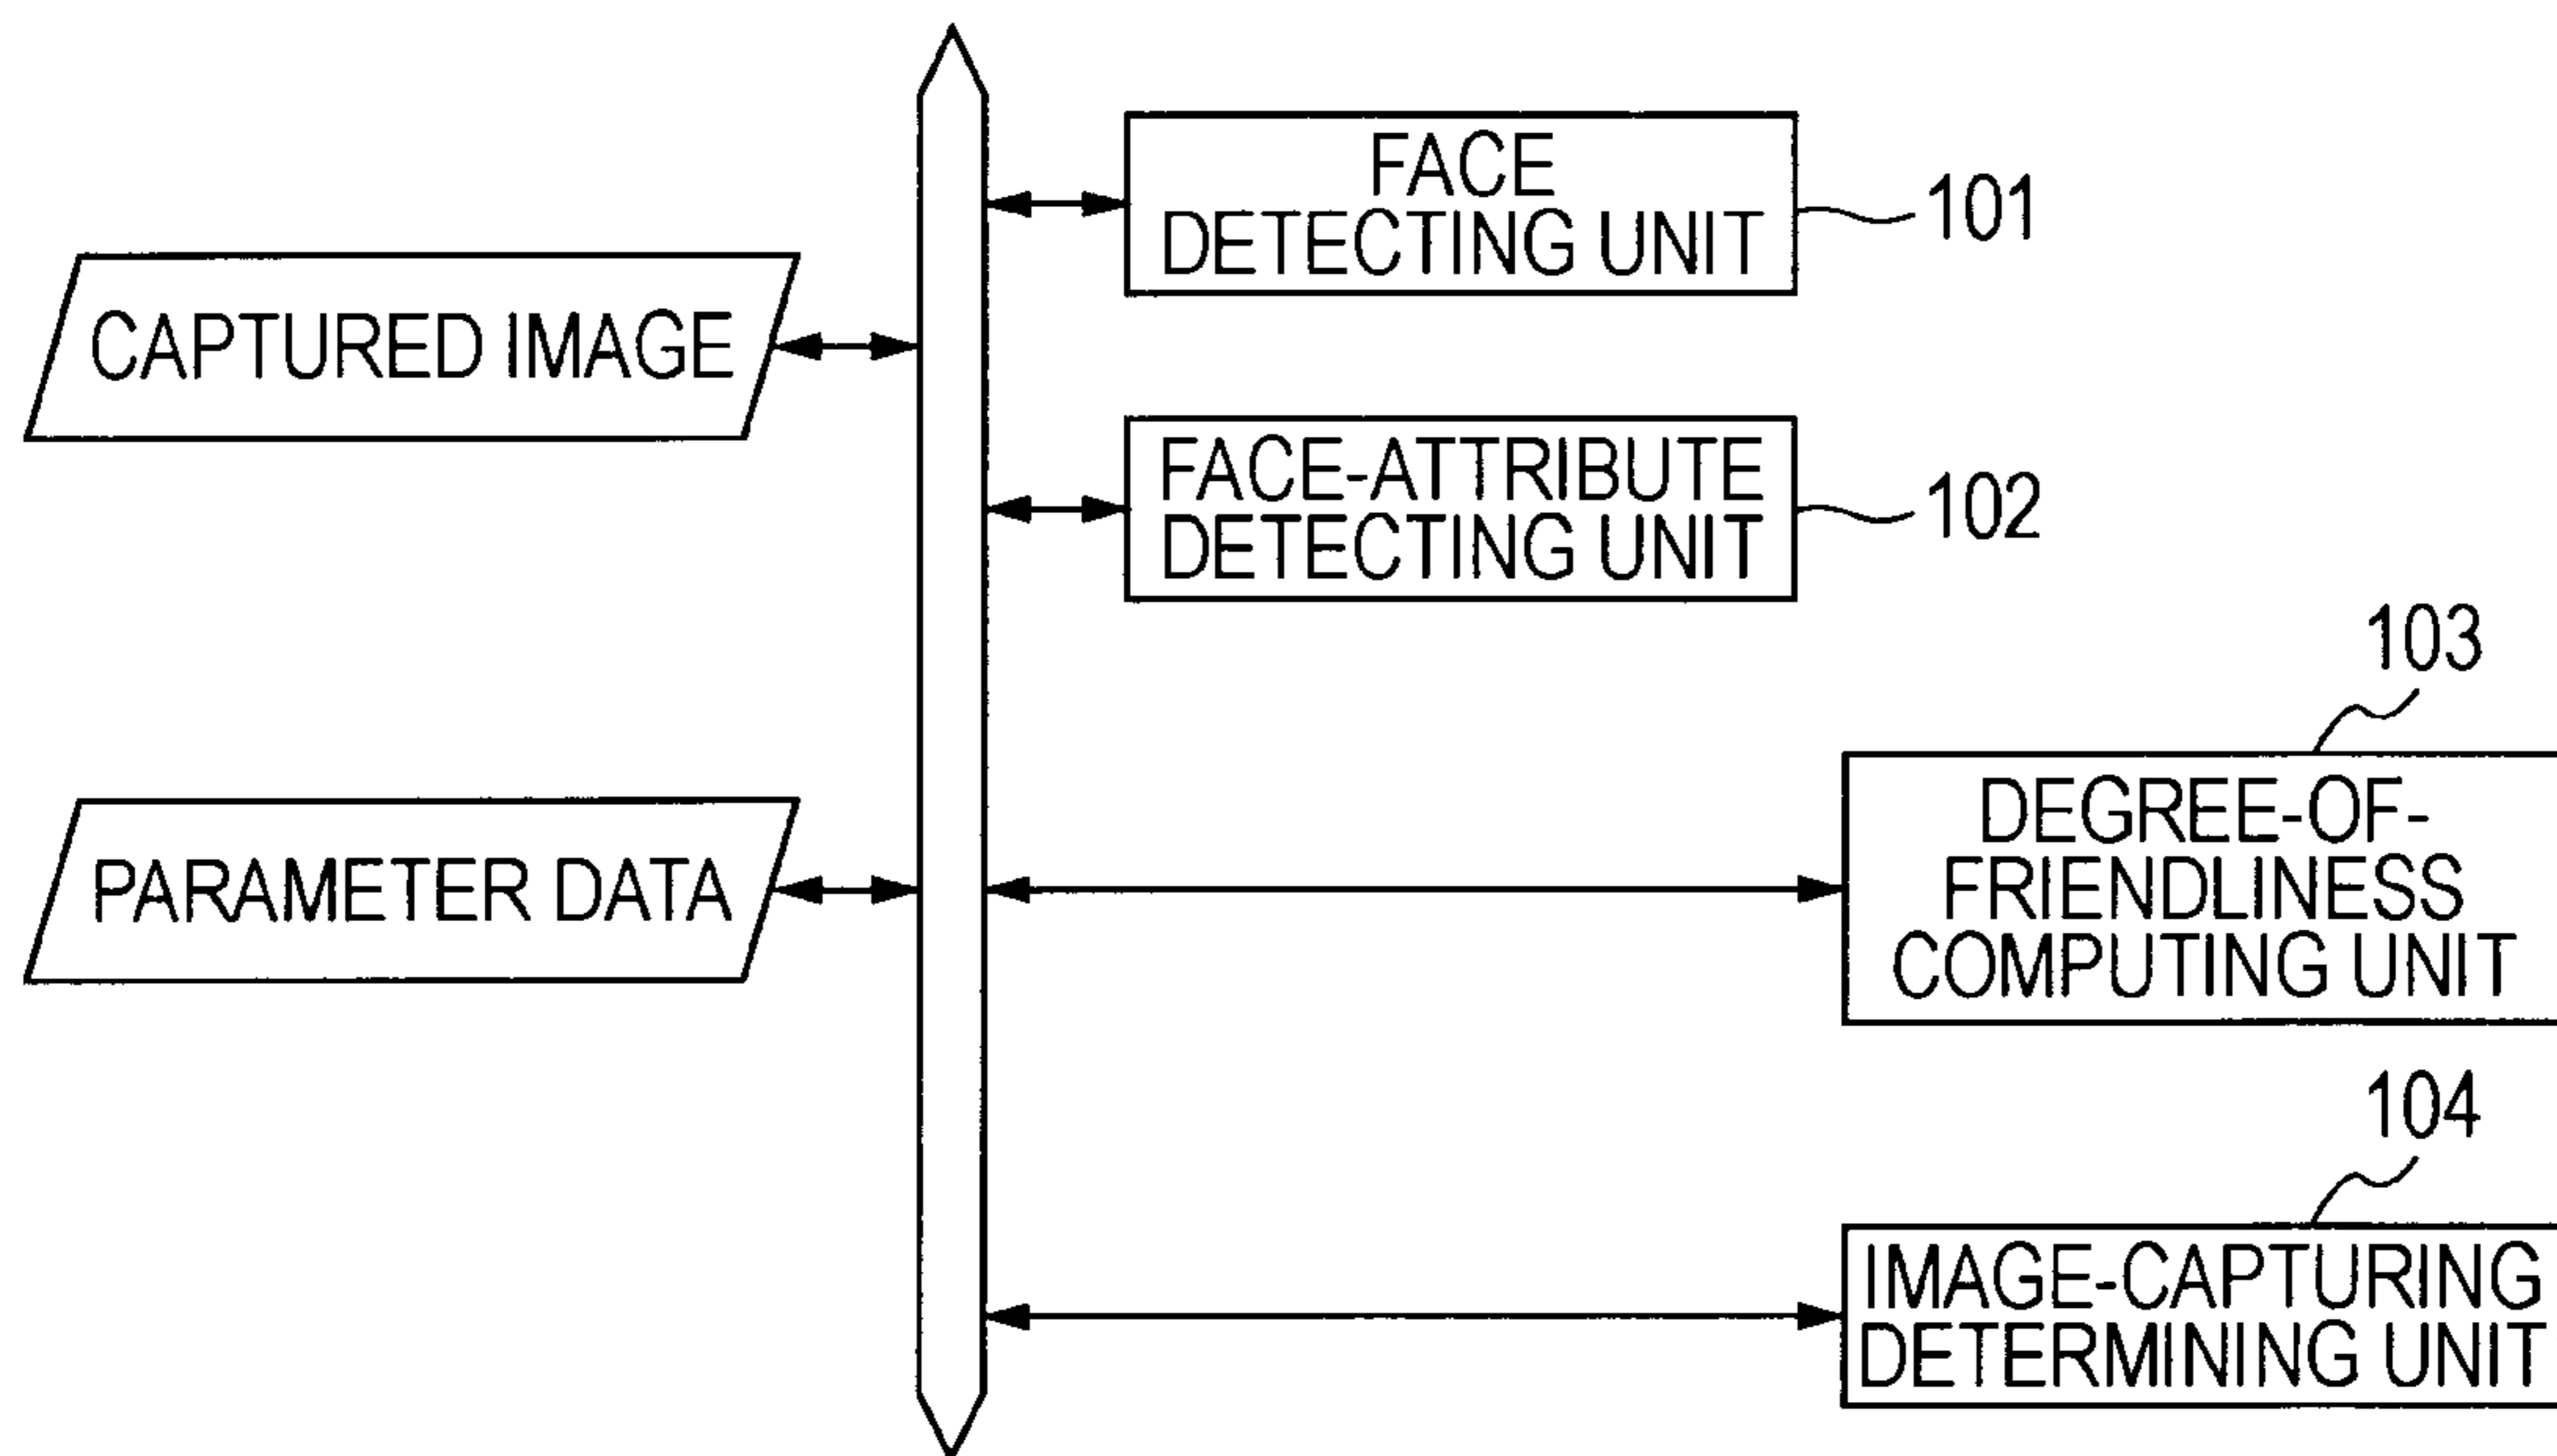 FACE
DETECTING UNIT
101
CAPTURED IMAGE
FACE-ATTRIBUTE
DETECTING UNIT
102
103
DEGREE-OF-
FRIENDLINESS
COMPUTING UNIT
PARAMETER DATA
104
IMAGE-CAPTURING
DETERMINING UNIT